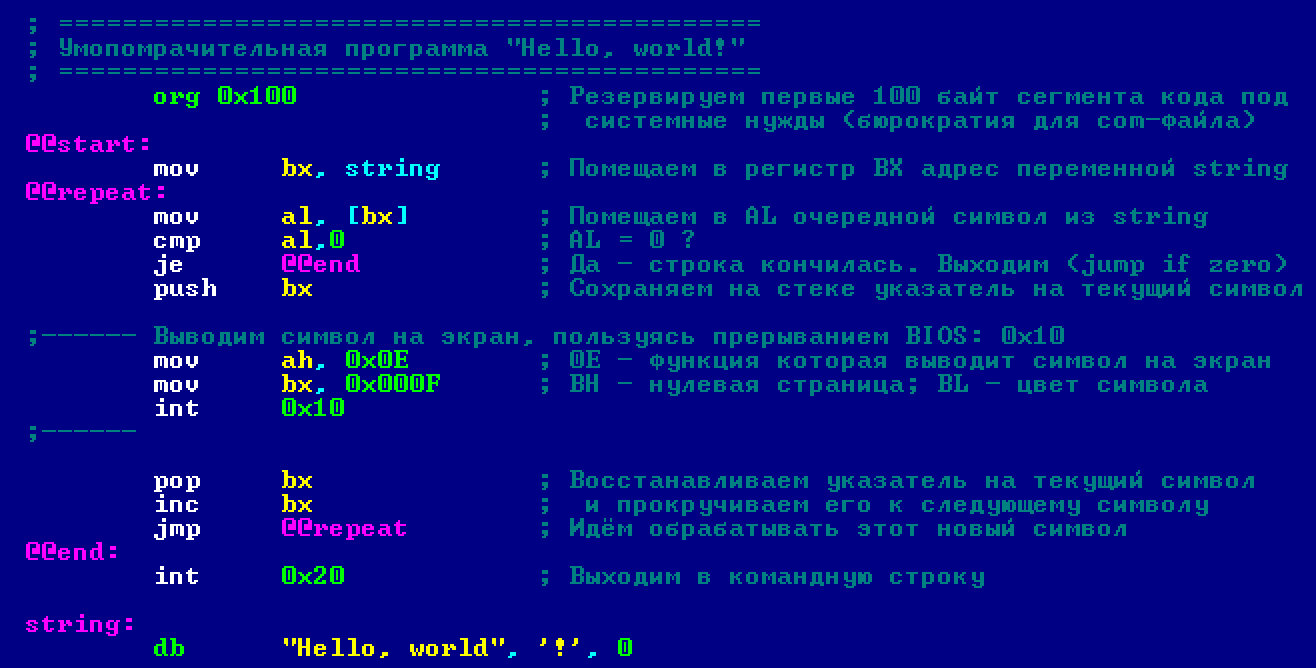 ; ============================================
; Умопомрачительная программа "Hello, world!"
; ============================================
org 0x100 ; Резервируем первые 100 байт сегмента кода под
; системные нужды (бюрократия для com-файла)
@@start:
mov bx, string ; Помещаем в регистр BX адрес переменной string
@@repeat:
mov al, [bx] ; Помещаем в AL очередной символ из string
cmp al,0 ; AL = 0 ?
je @@end ; Да - строка кончилась. Выходим (jump if zero)
push bx ; Сохраняем на стеке указатель на текущий символ
;------ Выводим символ на экран, пользуясь прерыванием BIOS: 0x10
mov ah, 0x0E ; 0E - функция которая выводит символ на экран
mov bx, 0x000F ; BH - нулевая страница; BL - цвет символа
int 0x10
;------
pop bx ; Восстанавливаем указатель на текущий символ
inc bx ; и прокручиваем его к следующему символу
jmp @@repeat ; Идём обрабатывать этот новый символ
@@end:
int 0x20 ; Выходим в командную строку
string:
db "Hello, world", '!', 0